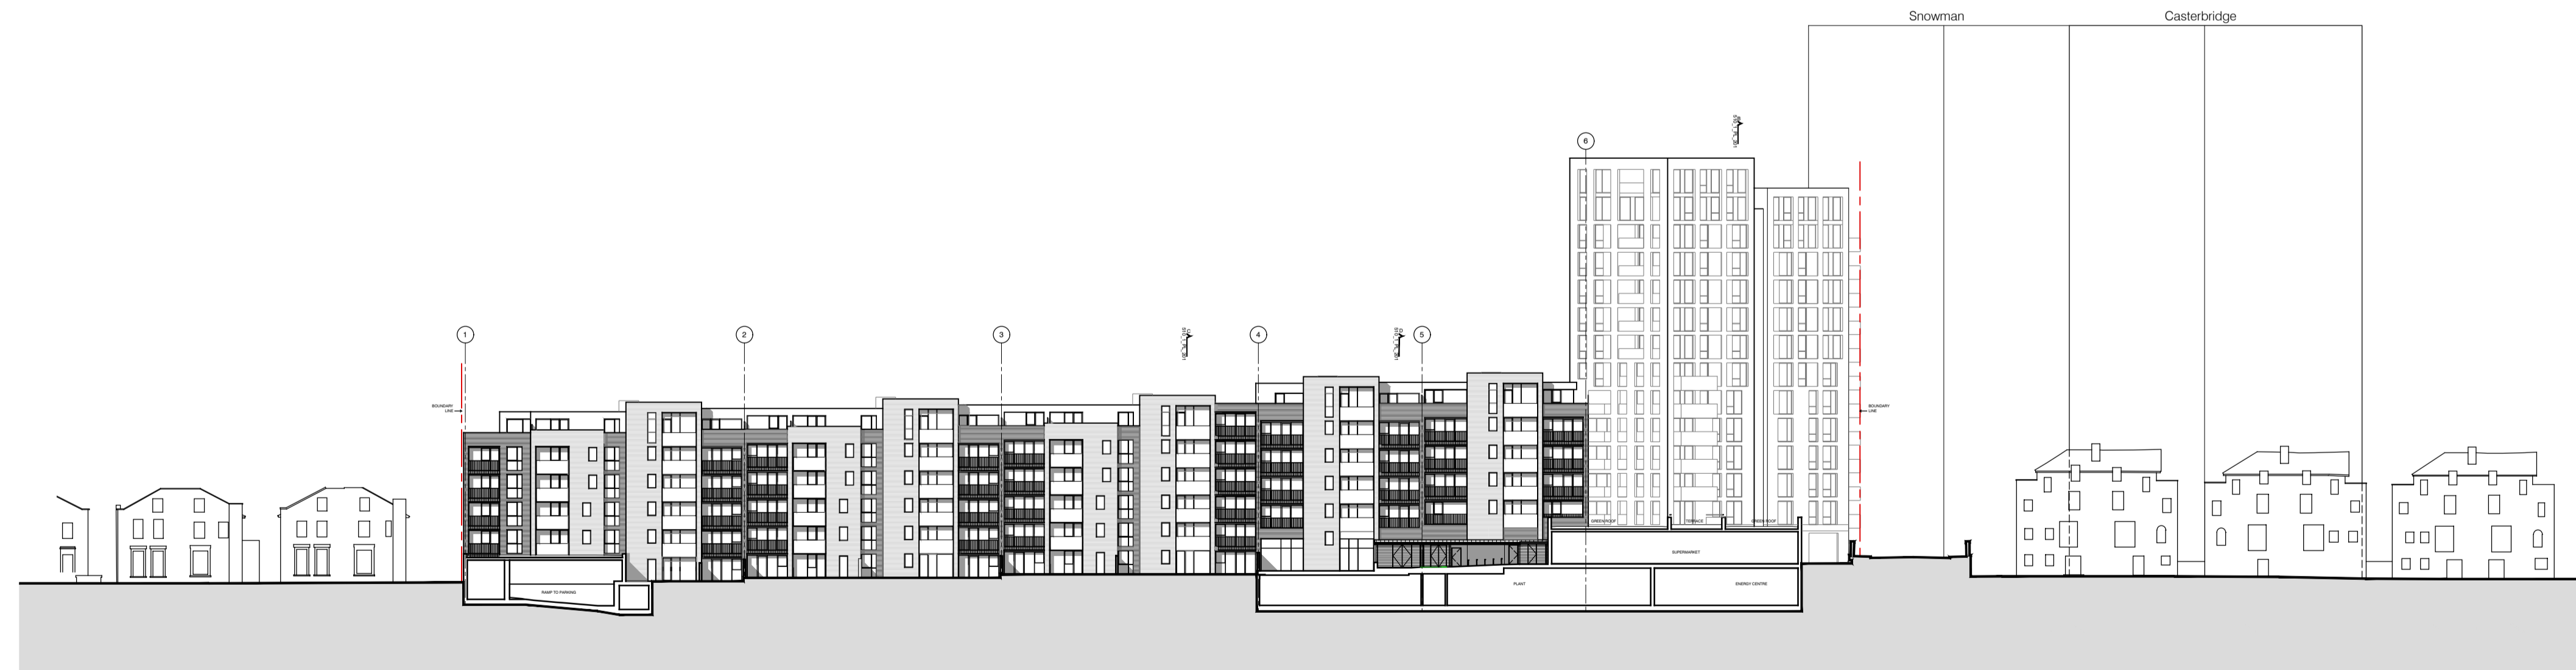 Snowman
Casterbridge
6
1
2
3
4
5
BOUNDARY
LINE
BOUNDARY
LINE
GREEN ROOF
TERRACE
GREEN ROOF
SUPERMARKET
RAMP TO PARKING
PLANT
ENERGY CENTRE